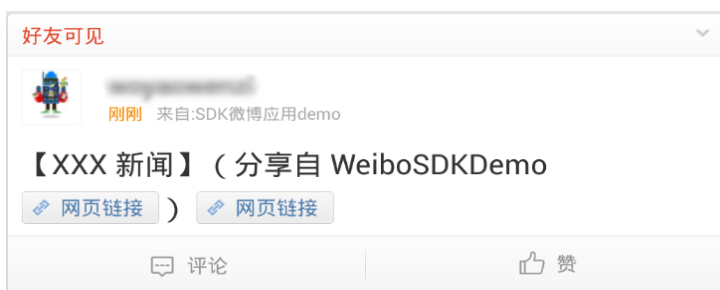 好友可见
刚刚 来自:SDK微博应用demo
【XXX 新闻】（分享自 WeiboSDKDemo
网页链接 ） 网页链接
评论 赞